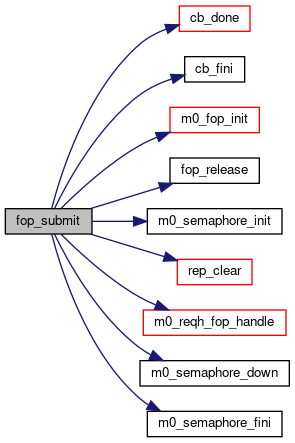 cb_done
cb_fini
m0_fop_init
fop_release
fop_submit
m0_semaphore_init
rep_clear
m0_reqh_fop_handle
m0_semaphore_down
m0_semaphore_fini